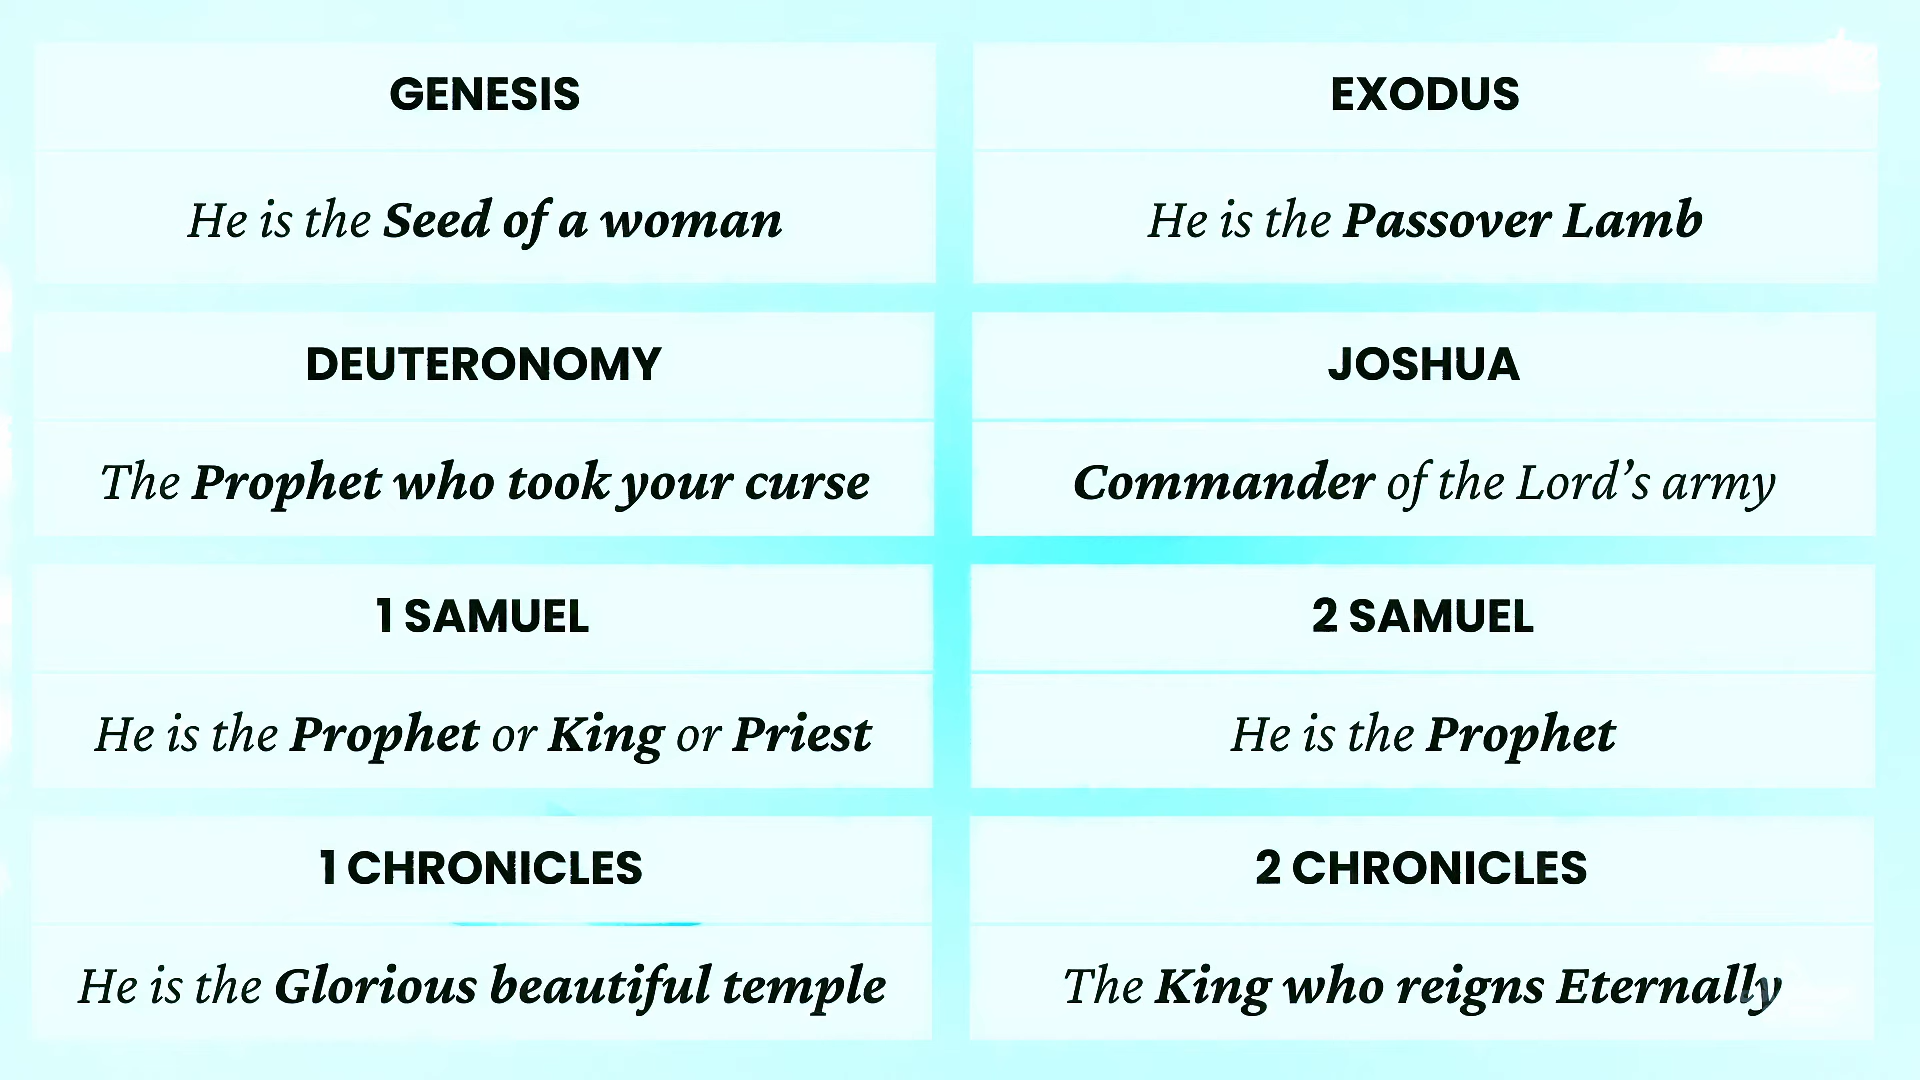 GENESIS
He is the Seed of a woman
EXODUS
He is the Passover Lamb
DEUTERONOMY
The Prophet who took your curse
JOSHUA
Commander of the Lord’s army
1 SAMUEL
He is the Prophet or King or Priest
2 SAMUEL
He is the Prophet
1 CHRONICLES
He is the Glorious beautiful temple
2 CHRONICLES
The King who reigns Eternally